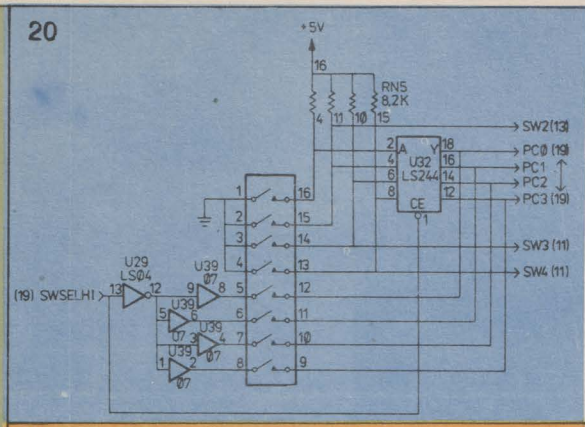 20
+5V
16
RN5
8.2K
4 11 10 15
SW2 (13)
2 A Y 18 PC0 (19)
4 U32 16 PC1
6 LS244 14 PC2
8 12 PC3 (19)
CE
1
1 16
2 15
3 14 SW3 (11)
4 13 SW4 (11)
U29
LS04
U39
07
(19) SWSELHI 13 12 9 8 5 12
U39
5 6 6 11
U7 U39
3 4 7 10
U39 07
1 2 8 9
07